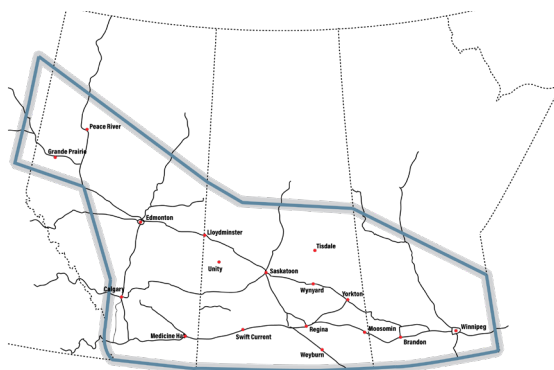 Peace River
Grande Prairie
Edmonton
Lloydminster
Tisdale
Unity
Saskatoon
Wynyard
Calgary
Yorkton
Medicine Hat
Swift Current
Regina
Moosomin
Winnipeg
Brandon
Weyburn